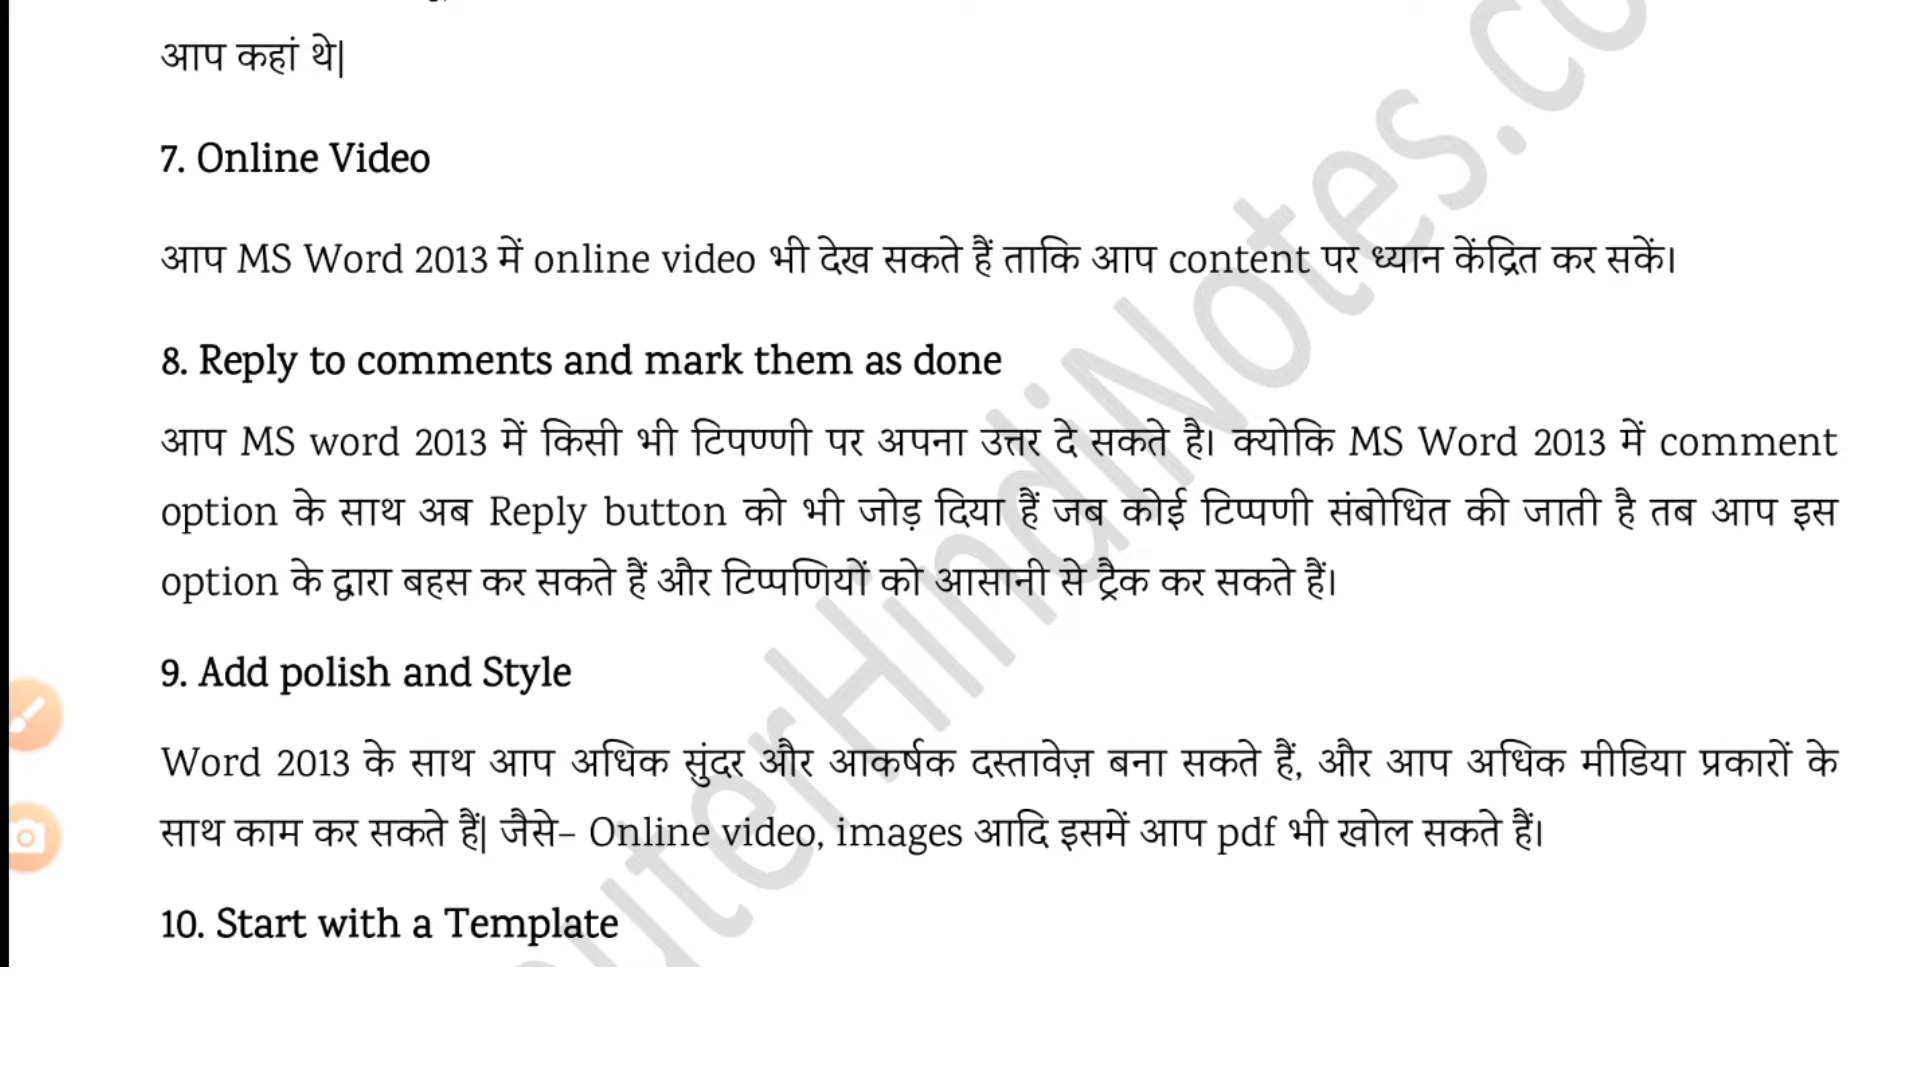 आप कहां थे|
7. Online Video
आप MS Word 2013 में online video भी देख सकते हैं ताकि आप content पर ध्यान केंद्रित कर सकें।
8. Reply to comments and mark them as done
आप MS word 2013 में किसी भी टिपण्णी पर अपना उत्तर दे सकते है। क्योकि MS Word 2013 में comment
option के साथ अब Reply button को भी जोड़ दिया हैं जब कोई टिप्पणी संबोधित की जाती है तब आप इस
option के द्वारा बहस कर सकते हैं और टिप्पणियों को आसानी से ट्रैक कर सकते हैं।
9. Add polish and Style
Word 2013 के साथ आप अधिक सुंदर और आकर्षक दस्तावेज़ बना सकते हैं, और आप अधिक मीडिया प्रकारों के
साथ काम कर सकते हैं| जैसे– Online video, images आदि इसमें आप pdf भी खोल सकते हैं।
10. Start with a Template
uterHindiNotes.co